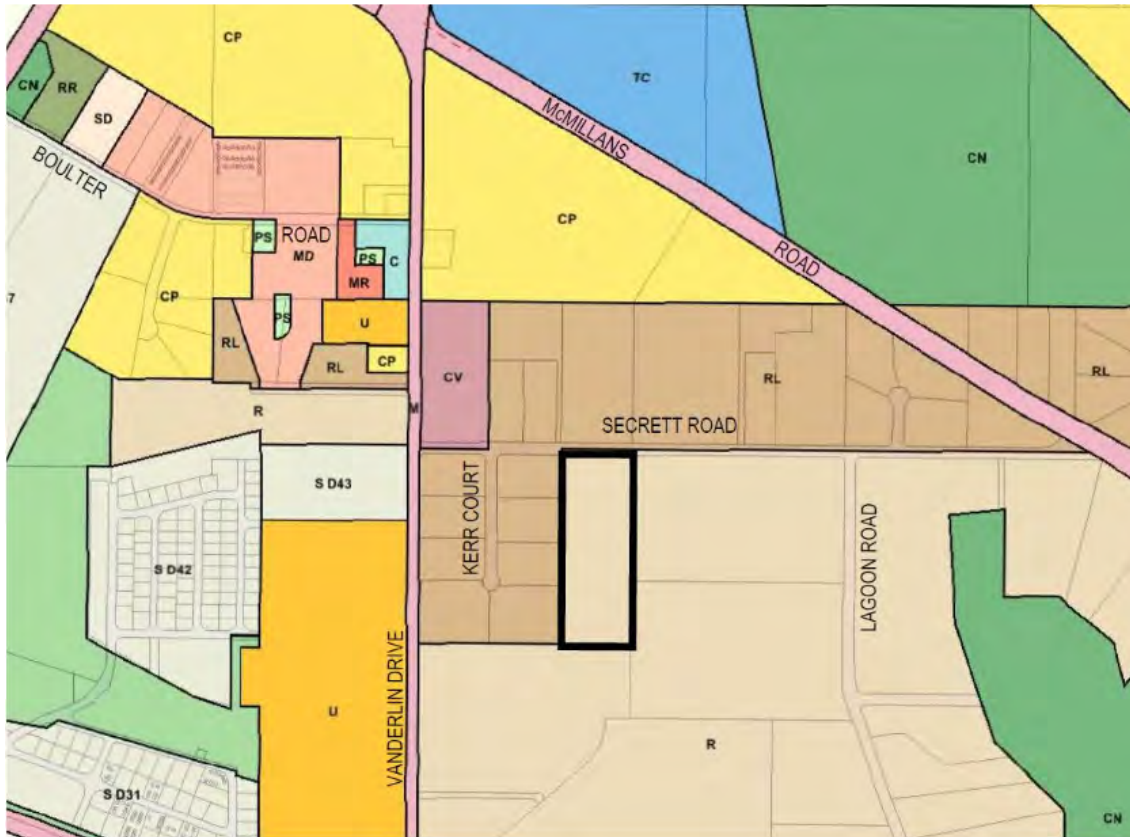 CP
TC
CN
RR
SD
McMILLANS
CN
BOULTER
CP
PS
ROAD
MD
PS
C
MR
ROAD
CP
PS
U
RL
RL
CP
CV
RL
RL
R
M
SECRETT ROAD
S D43
KERR COURT
S D42
LAGOON ROAD
VANDERLIN DRIVE
U
R
S D31
CN